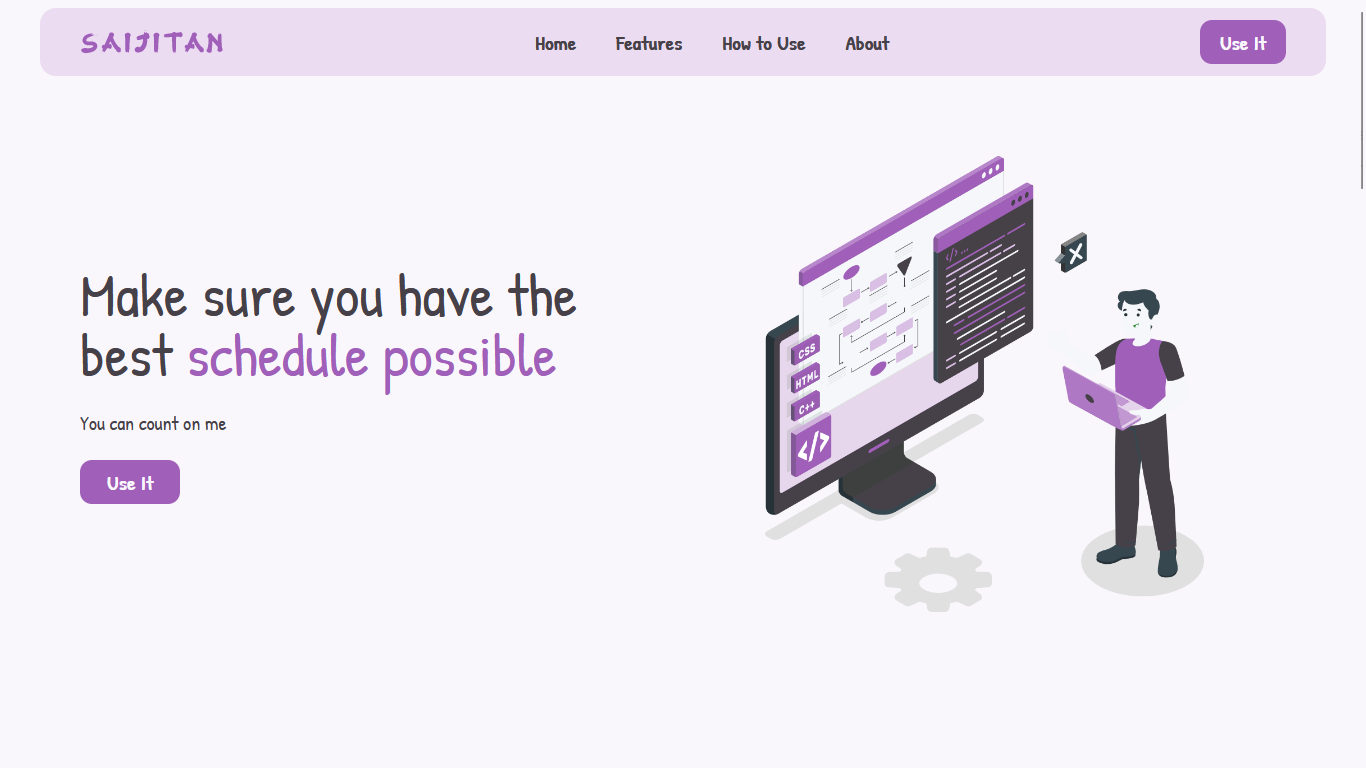 SAIJITAN
Home
Features
How to Use
About
Use It
Make sure you have the
best schedule possible
You can count on me
Use It
</>...
CSS
HTML
C++
</>